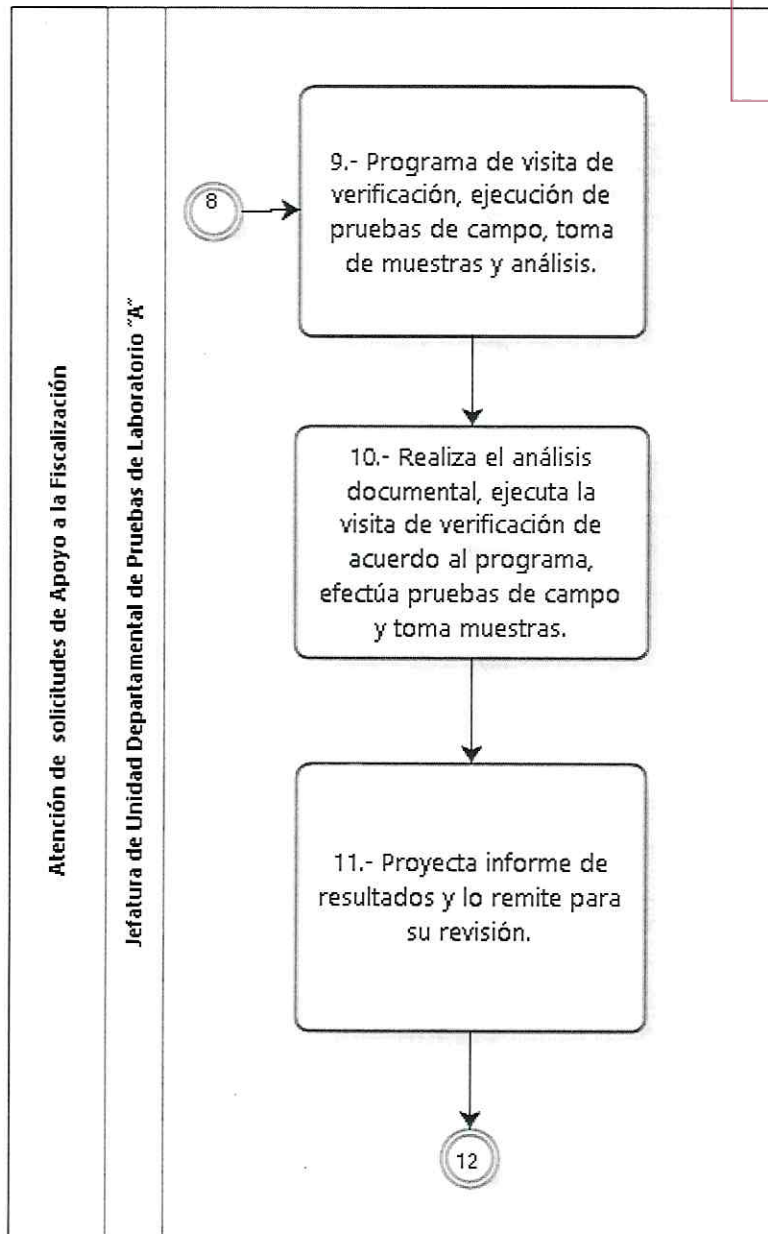 Atención de solicitudes de Apoyo a la Fiscalización
Jefatura de Unidad Departamental de Pruebas de Laboratorio "A"
8
9.- Programa de visita de
verificación, ejecución de
pruebas de campo, toma
de muestras y análisis.
10.- Realiza el análisis
documental, ejecuta la
visita de verificación de
acuerdo al programa,
efectúa pruebas de campo
y toma muestras.
11.- Proyecta informe de
resultados y lo remite para
su revisión.
12